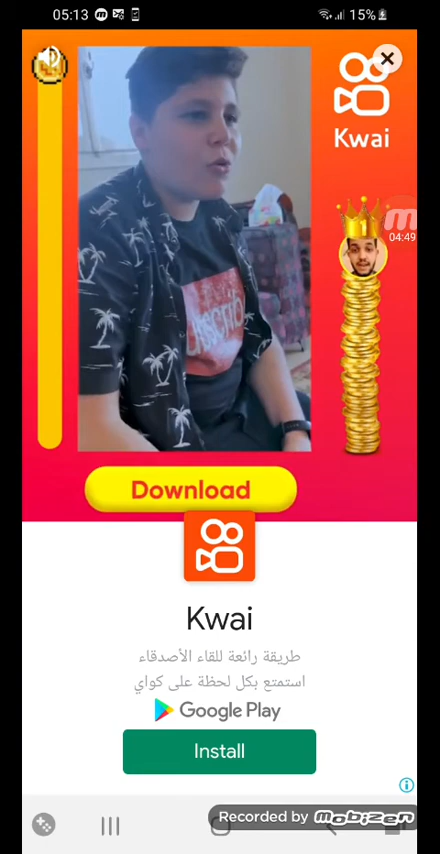 05:13
15%
Kwai
04:49
Download
Kwai
طريقة رائعة للقاء الأصدقاء
استمتع بكل لحظة على كواي
Google Play
Install
Recorded by Mobizen